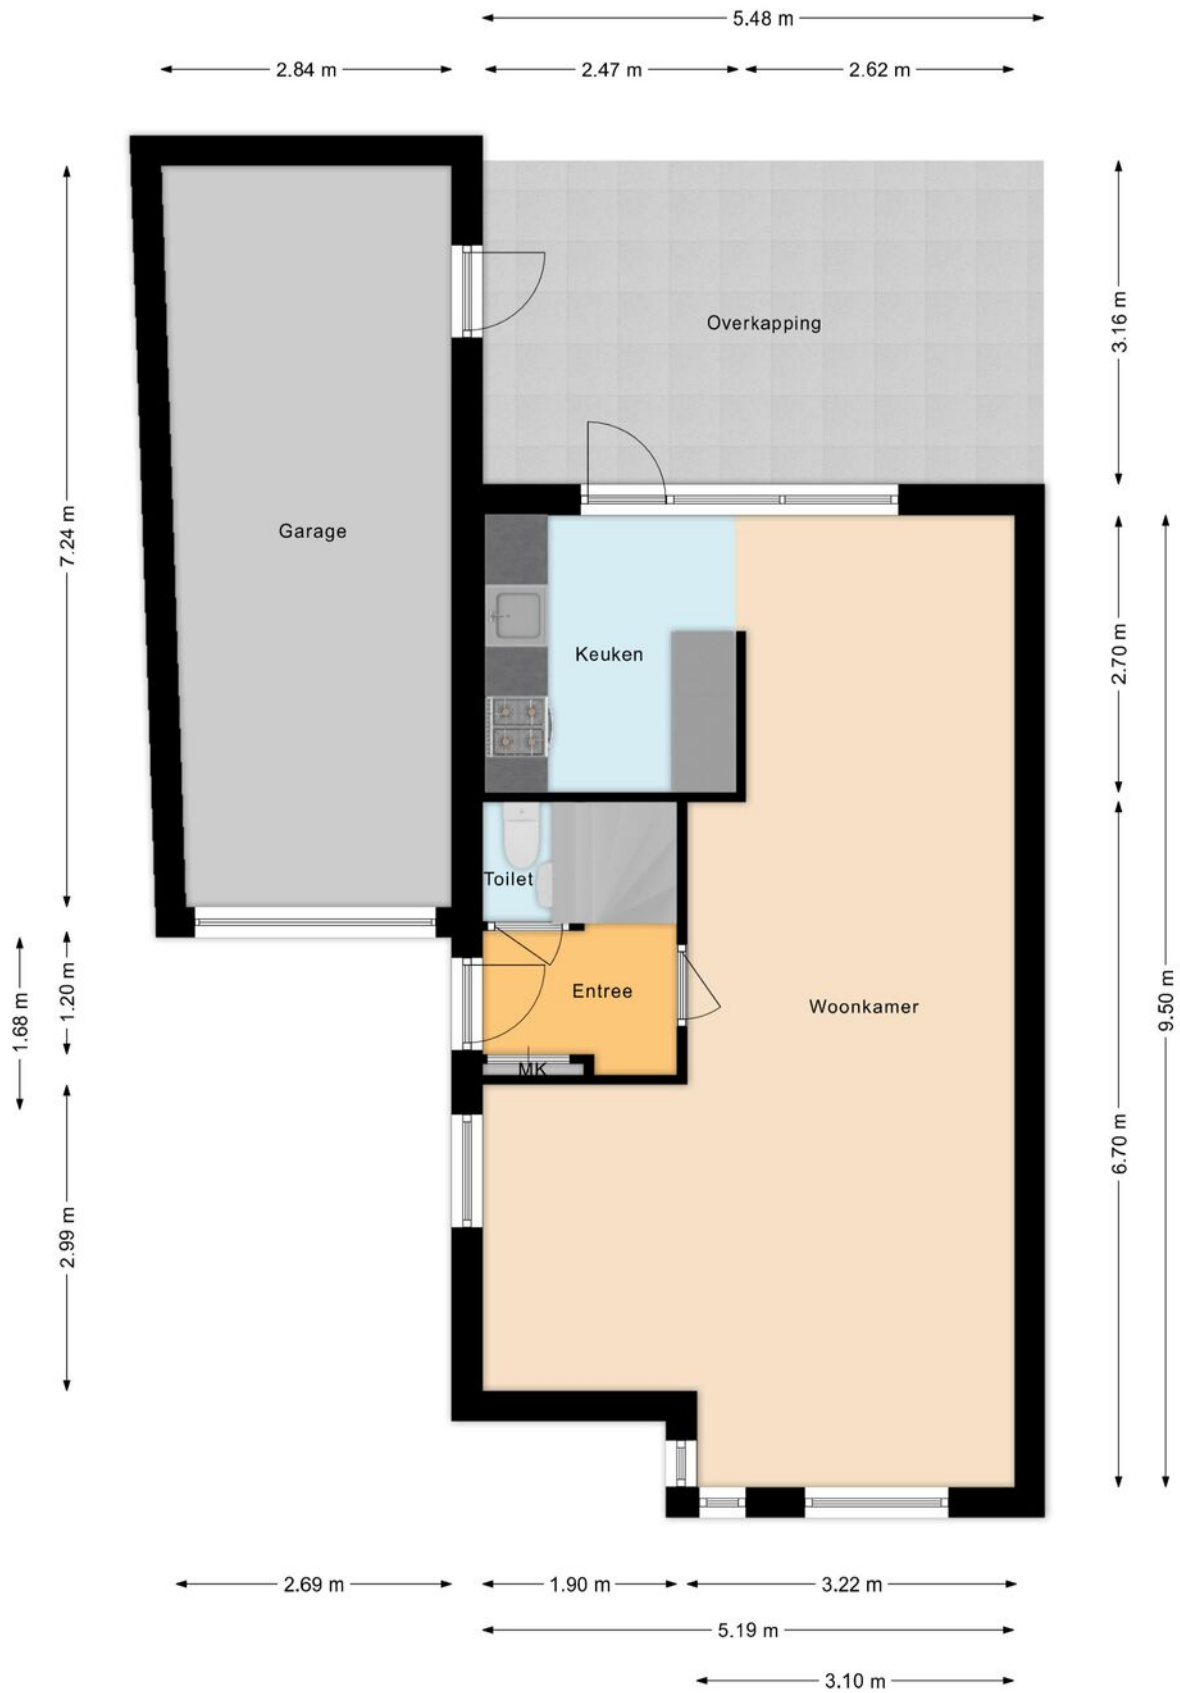 5.48 m
2.84 m
2.47 m
2.62 m
7.24 m
3.16 m
Overkapping
Garage
Keuken
2.70 m
Toilet
Entree
MK
Woonkamer
1.68 m
1.20 m
9.50 m
6.70 m
2.99 m
2.69 m
1.90 m
3.22 m
5.19 m
3.10 m